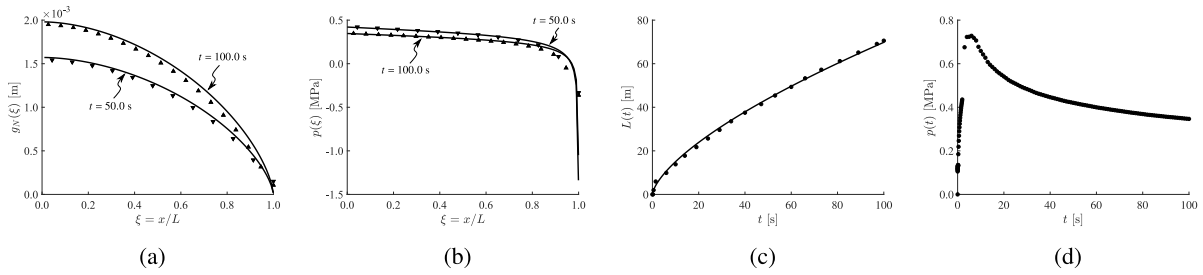 2.0 ×10⁻³
1.5
1.0
0.5
0.0
0.0 0.2 0.4 0.6 0.8 1.0
g_N(ξ) [m]
ξ = x/L
t = 100.0 s
t = 50.0 s
(a)
0.5
0.0
-0.5
-1.0
-1.5
0.0 0.2 0.4 0.6 0.8 1.0
p(ξ) [MPa]
ξ = x/L
t = 50.0 s
t = 100.0 s
(b)
80
60
40
20
0
0 20 40 60 80 100
L(t) [m]
t [s]
(c)
0.8
0.6
0.4
0.2
0.0
0 20 40 60 80 100
p(t) [MPa]
t [s]
(d)